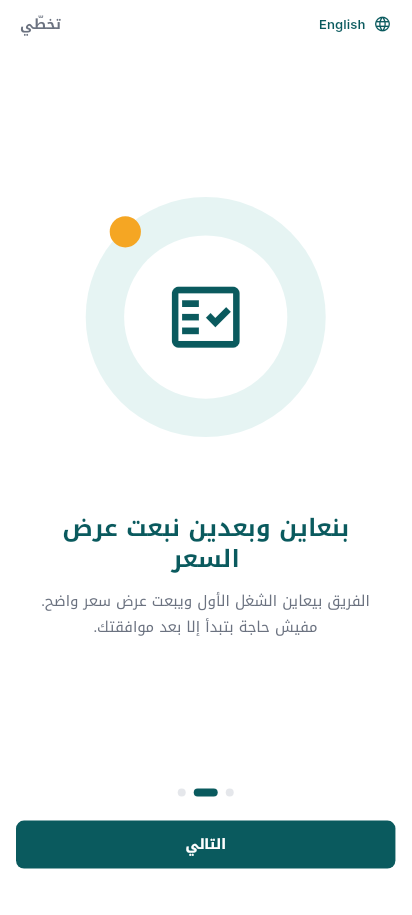 English
تخطّي
بنعاين وبعدين نبعت عرض
السعر
الفريق بيعاين الشغل الأول ويبعت عرض سعر واضح.
مفيش حاجة بتبدأ إلا بعد موافقتك.
التالي